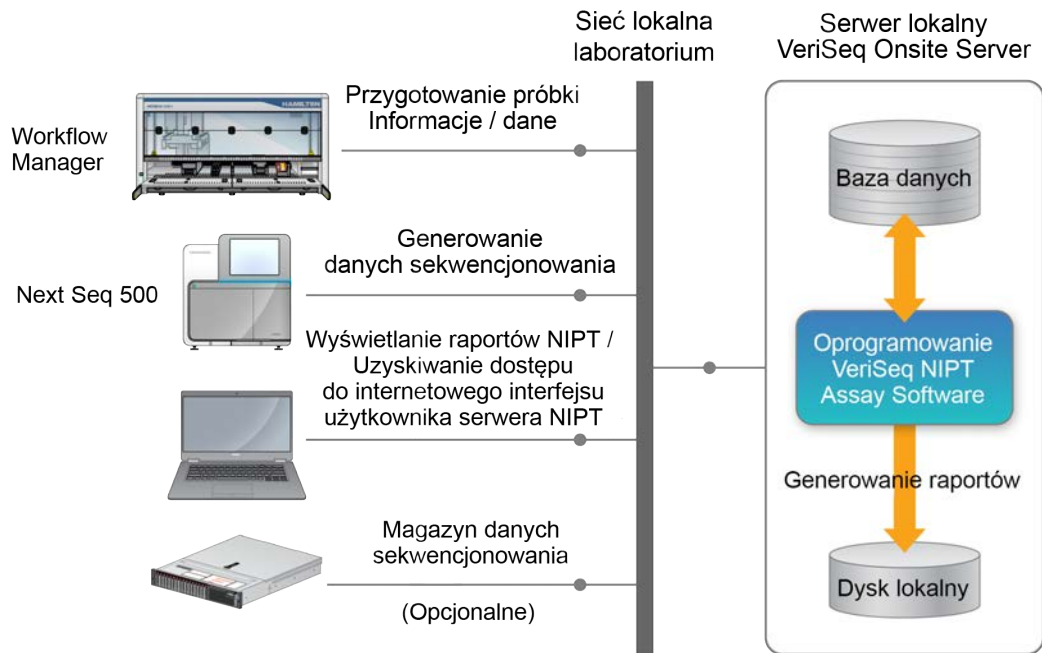 Sieć lokalna
laboratorium
Serwer lokalny
VeriSeq Onsite Server
Workflow
Manager
HAMILTON
Przygotowanie próbki
Informacje / dane
Next Seq 500
Generowanie
danych sekwencjonowania
Wyświetlanie raportów NIPT /
Uzyskiwanie dostępu
do internetowego interfejsu
użytkownika serwera NIPT
Magazyn danych
sekwencjonowania
(Opcjonalne)
Baza danych
Oprogramowanie
VeriSeq NIPT
Assay Software
Generowanie raportów
Dysk lokalny